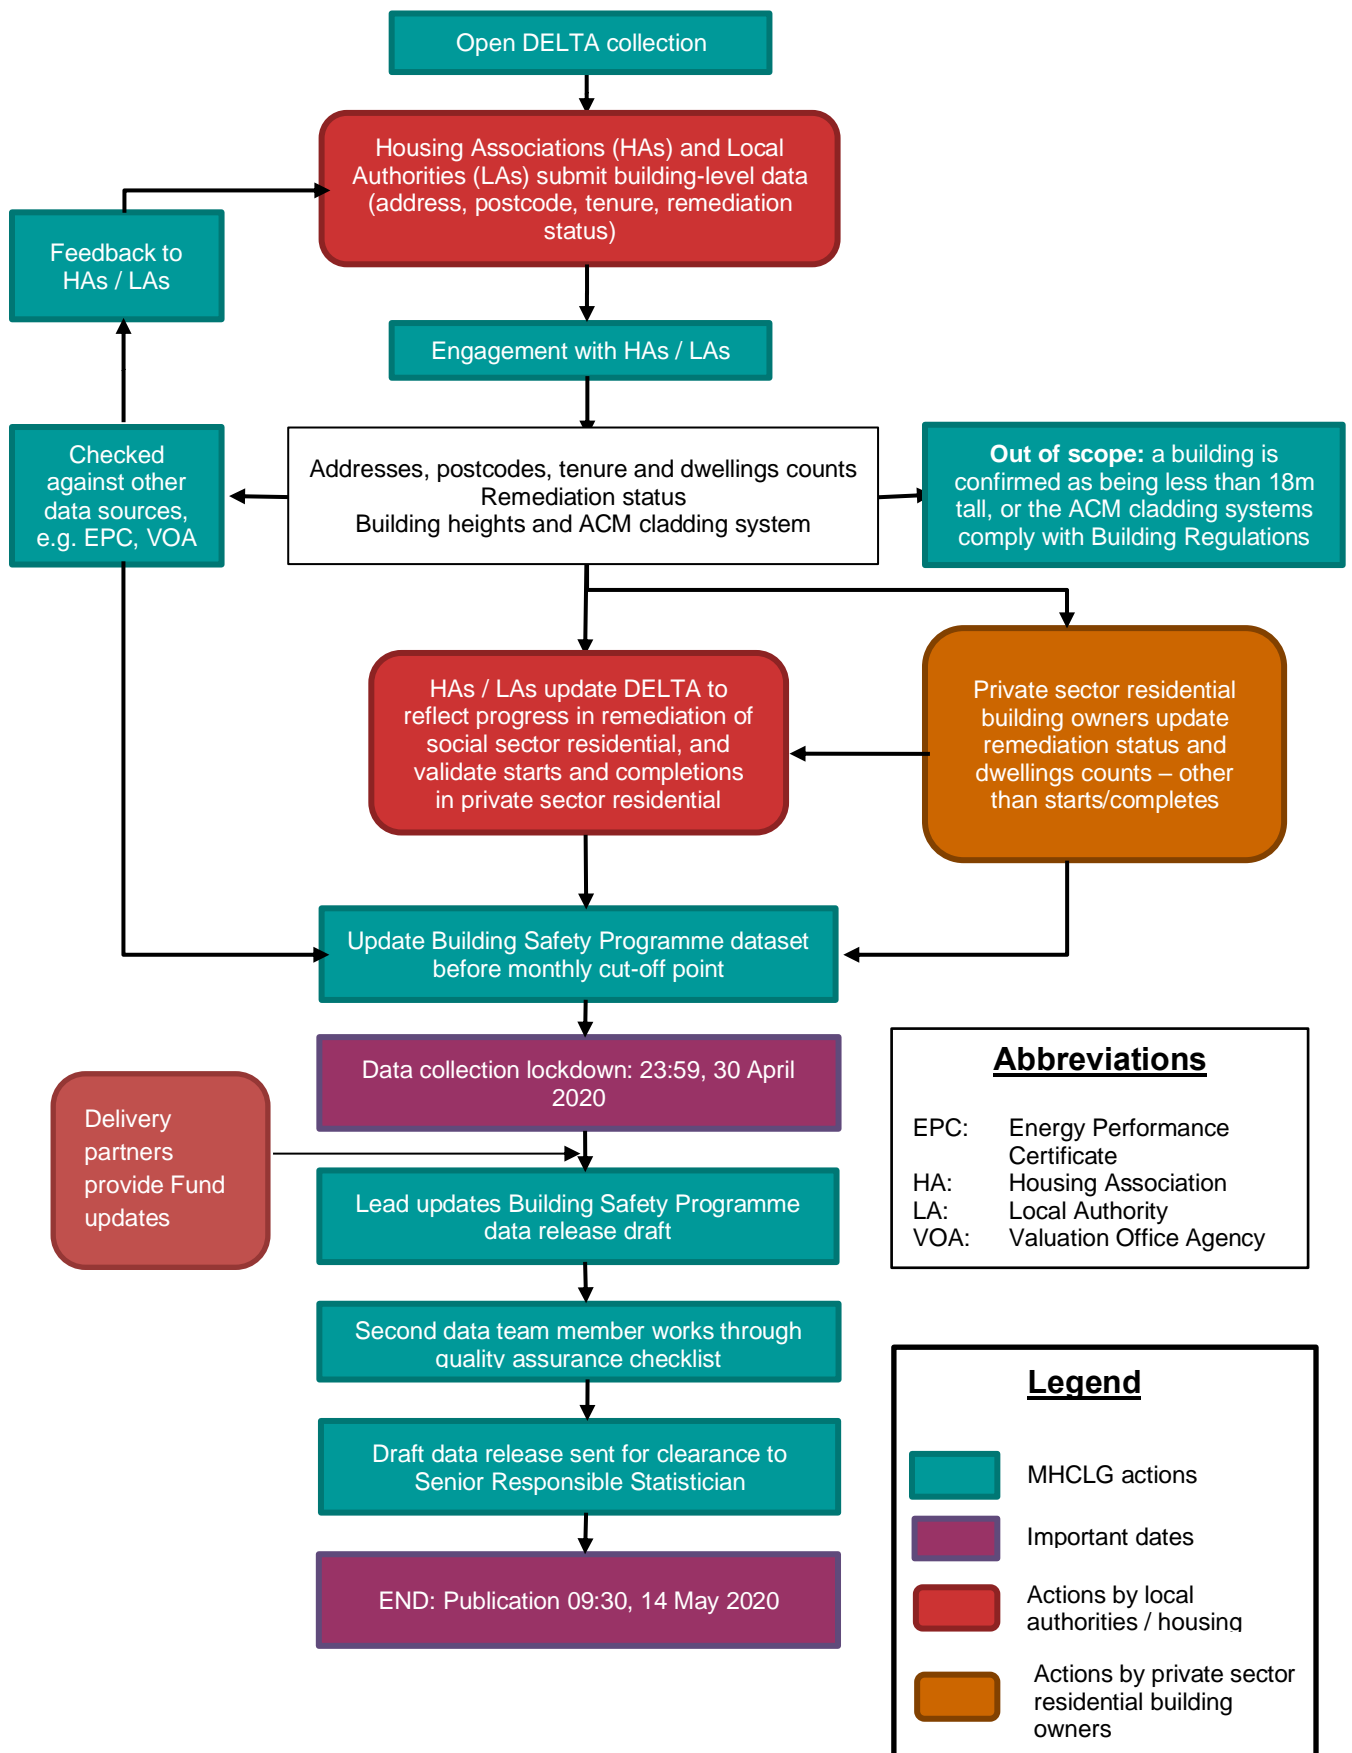 Open DELTA collection
Housing Associations (HAs) and Local
Authorities (LAs) submit building-level data
(address, postcode, tenure, remediation
status)
Feedback to
HAs / LAs
Engagement with HAs / LAs
Checked
against other
data sources,
e.g. EPC, VOA
Addresses, postcodes, tenure and dwellings counts
Remediation status
Building heights and ACM cladding system
Out of scope: a building is
confirmed as being less than 18m
tall, or the ACM cladding systems
comply with Building Regulations
HAs / LAs update DELTA to
reflect progress in remediation of
social sector residential, and
validate starts and completions
in private sector residential
Private sector residential
building owners update
remediation status and
dwellings counts – other
than starts/completes
Update Building Safety Programme dataset
before monthly cut-off point
Data collection lockdown: 23:59, 30 April
2020
Delivery
partners
provide Fund
updates
Lead updates Building Safety Programme
data release draft
Second data team member works through
quality assurance checklist
Draft data release sent for clearance to
Senior Responsible Statistician
END: Publication 09:30, 14 May 2020
Abbreviations
EPC: Energy Performance
Certificate
HA: Housing Association
LA: Local Authority
VOA: Valuation Office Agency
Legend
MHCLG actions
Important dates
Actions by local
authorities / housing
Actions by private sector
residential building
owners